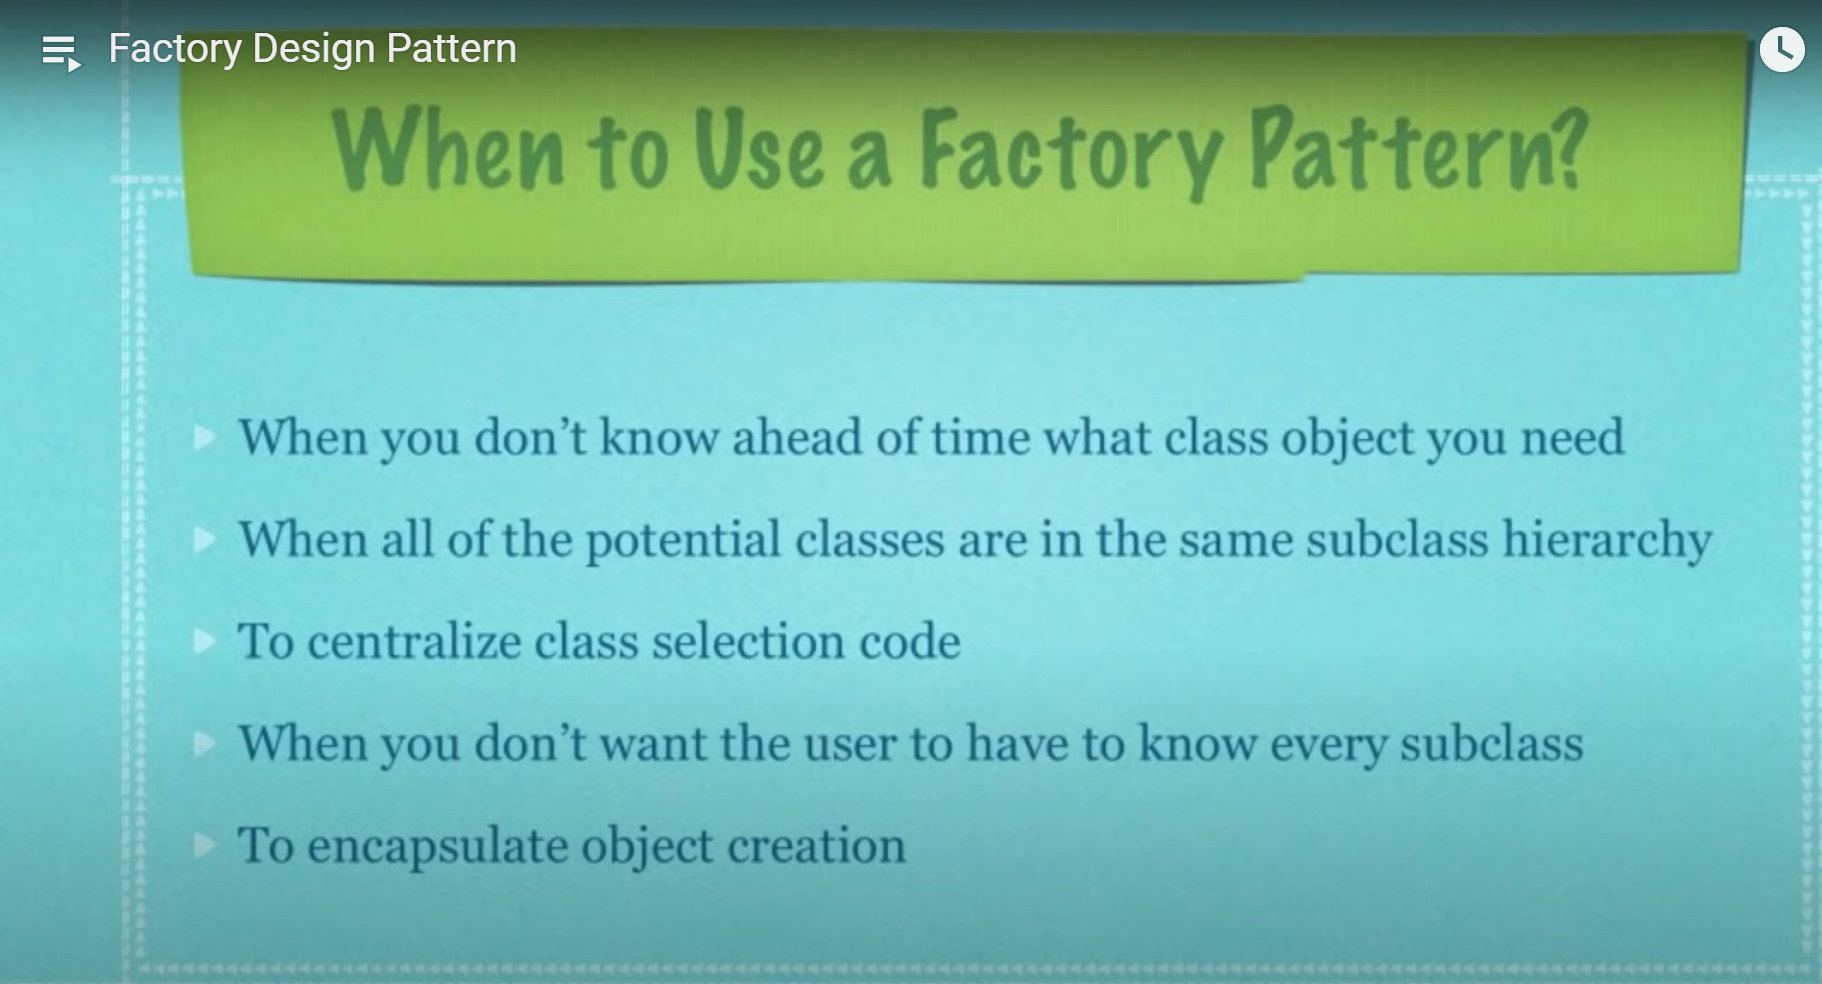 Factory Design Pattern
When to Use a Factory Pattern?
When you don’t know ahead of time what class object you need
When all of the potential classes are in the same subclass hierarchy
To centralize class selection code
When you don’t want the user to have to know every subclass
To encapsulate object creation